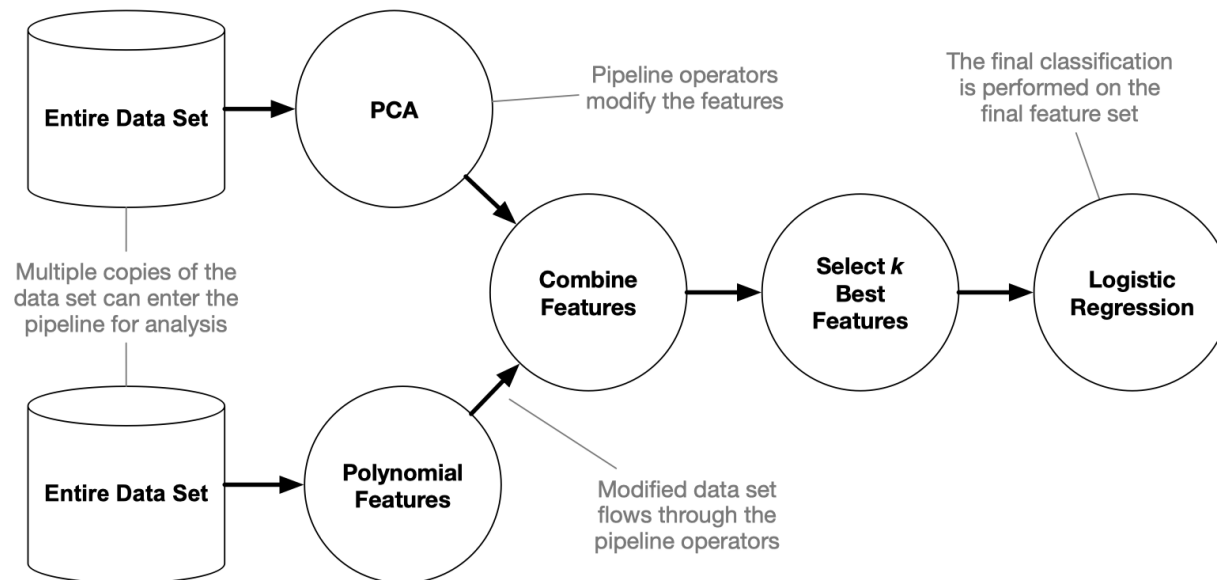 Entire Data Set
PCA
Pipeline operators
modify the features
The final classification
is performed on the
final feature set
Multiple copies of the
data set can enter the
pipeline for analysis
Combine
Features
Select k
Best
Features
Logistic
Regression
Entire Data Set
Polynomial
Features
Modified data set
flows through the
pipeline operators